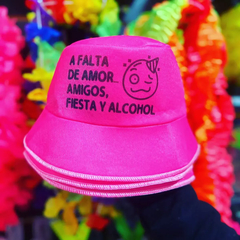 A FALTA
DE AMOR..
AMIGOS,
FIESTA Y ALCOHOL